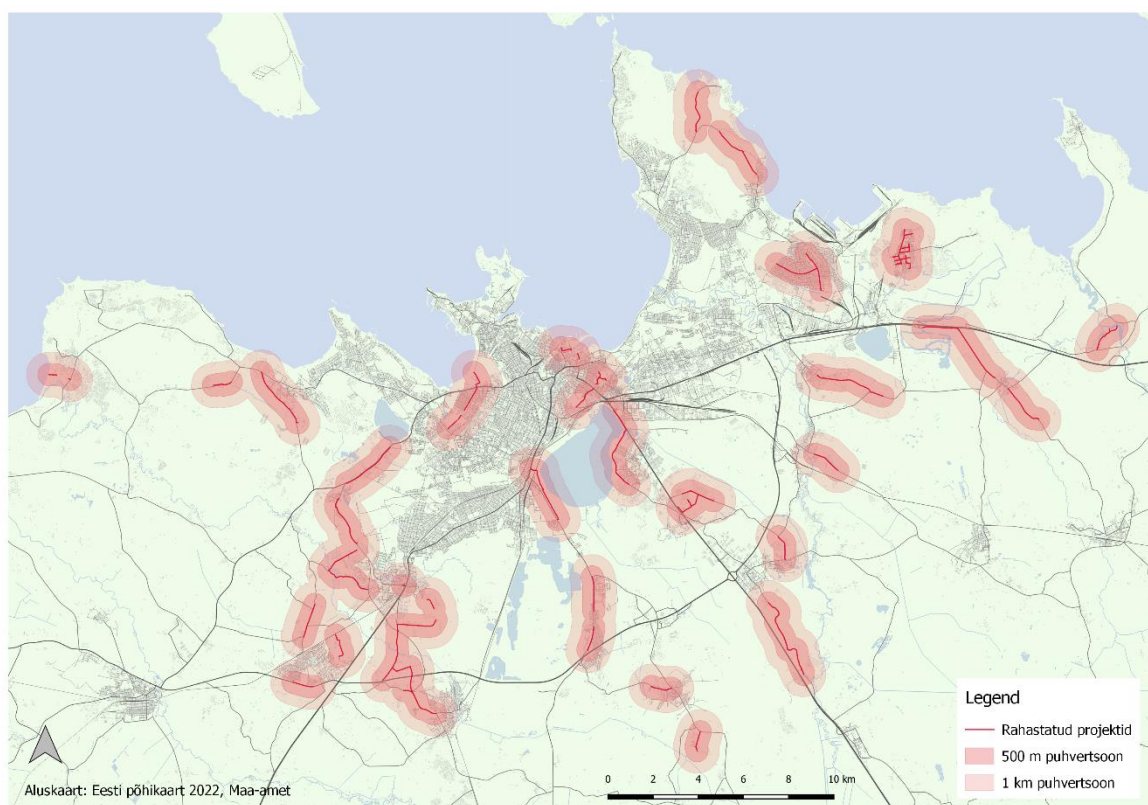 Legend
Rahastatud projektid
500 m puhvertsoon
1 km puhvertsoon
0 2 4 6 8 10 km
Aluskaart: Eesti põhikaart 2022, Maa-amet